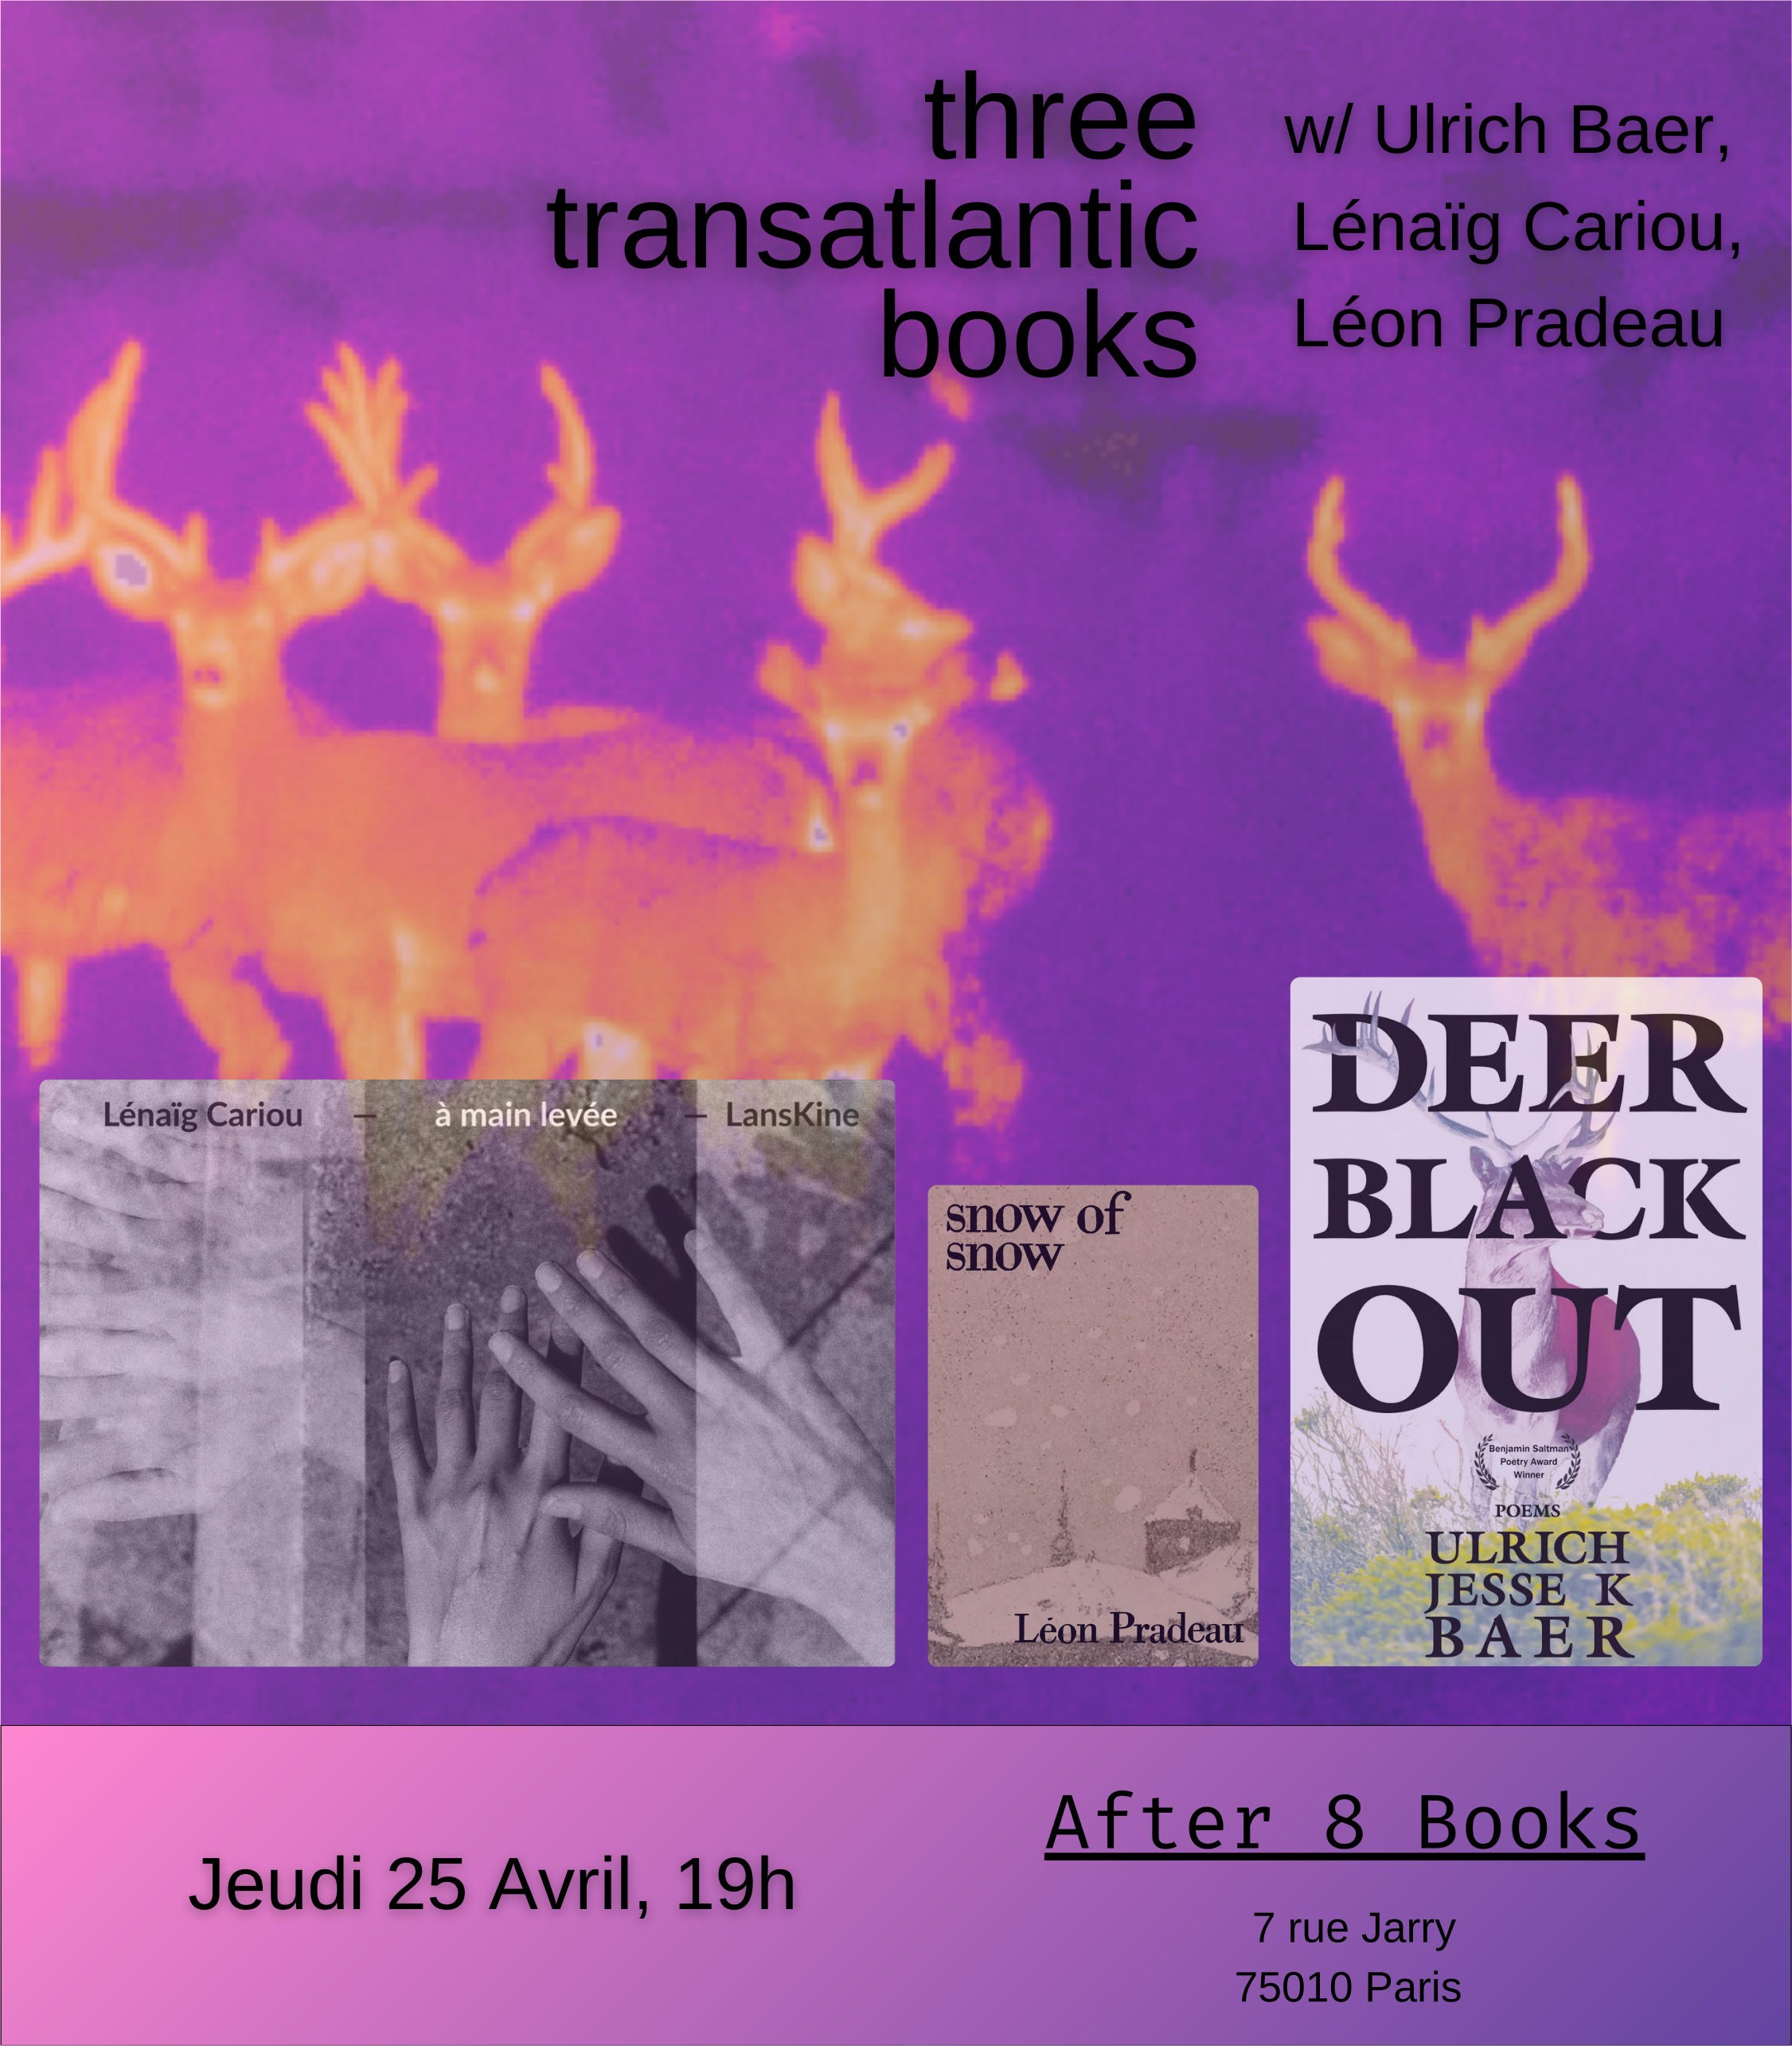 three
transatlantic
books
w/ Ulrich Baer,
Lénaïg Cariou,
Léon Pradeau
Lénaïg Cariou — à main levée — LansKine
snow of
snow
Léon Pradeau
DEER
BLACK
OUT
Benjamin Saltman
Poetry Award
Winner
POEMS
ULRICH
JESSE K
BAER
Jeudi 25 Avril, 19h
After 8 Books
7 rue Jarry
75010 Paris